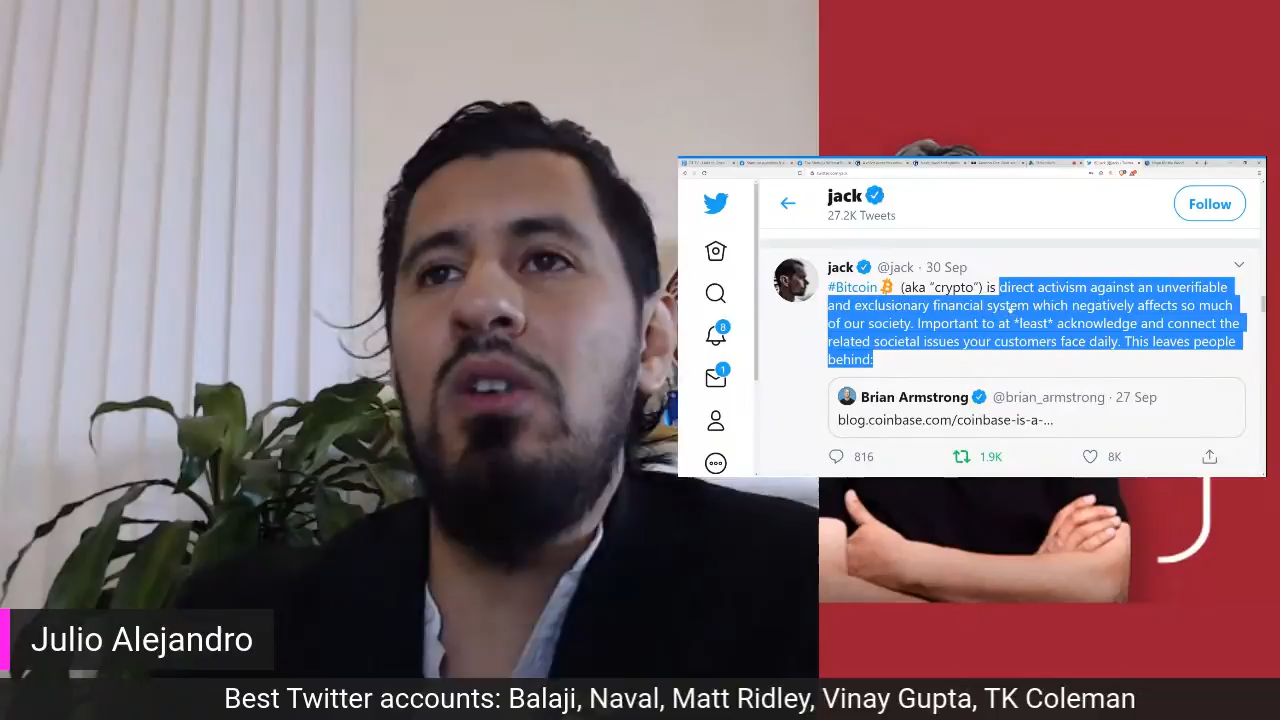 jack
27.2K Tweets
Follow
jack @jack · 30 Sep
#Bitcoin (aka “crypto”) is direct activism against an unverifiable
and exclusionary financial system which negatively affects so much
of our society. Important to at *least* acknowledge and connect the
related societal issues your customers face daily. This leaves people
behind:
Brian Armstrong @brian_armstrong · 27 Sep
blog.coinbase.com/coinbase-is-a-...
816
1.9K
8K
8
1
Julio Alejandro
Best Twitter accounts: Balaji, Naval, Matt Ridley, Vinay Gupta, TK Coleman